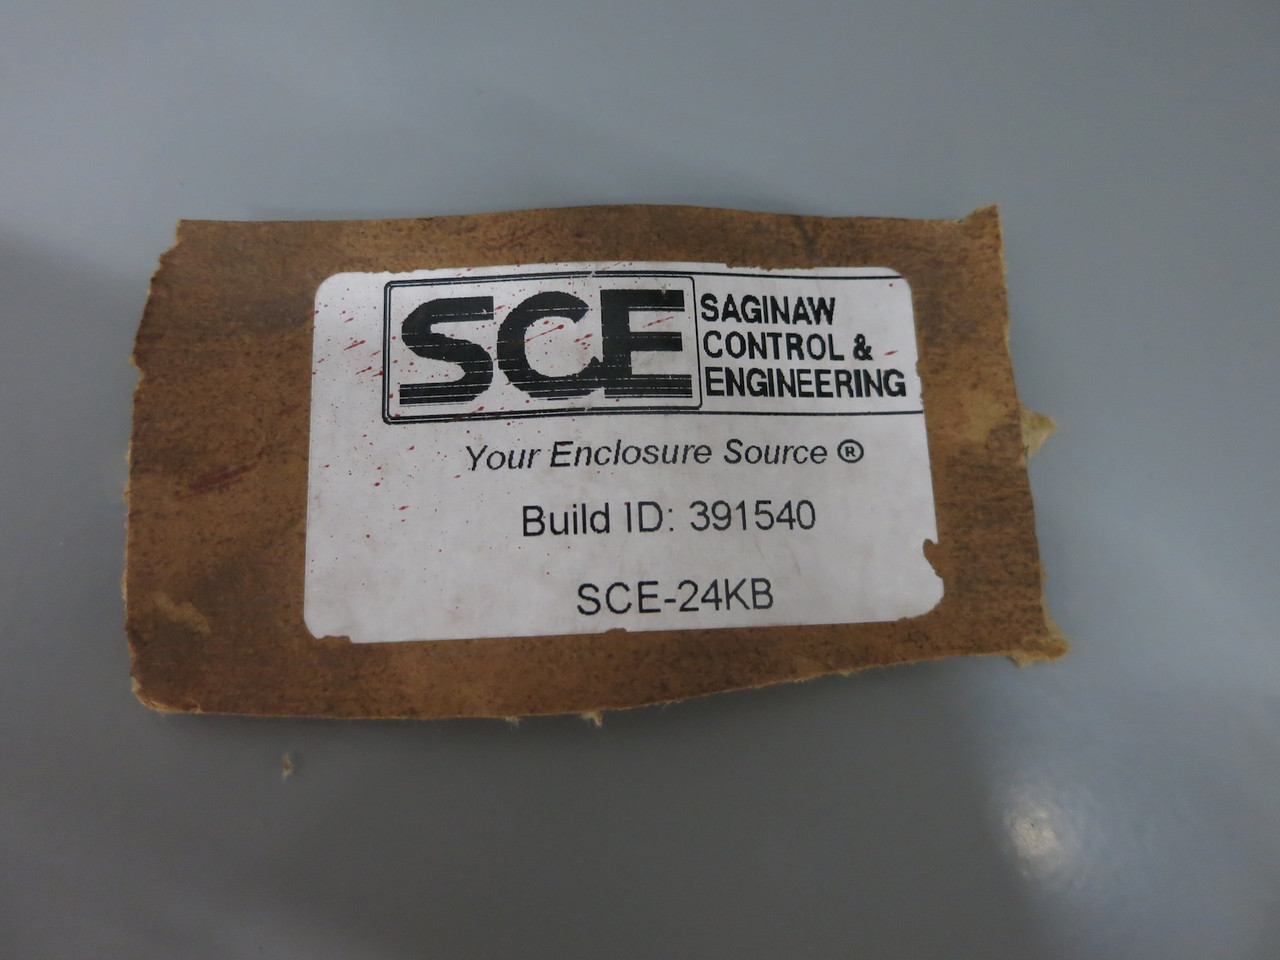 SCE
SAGINAW
CONTROL &
ENGINEERING
Your Enclosure Source ®
Build ID: 391540
SCE-24KB